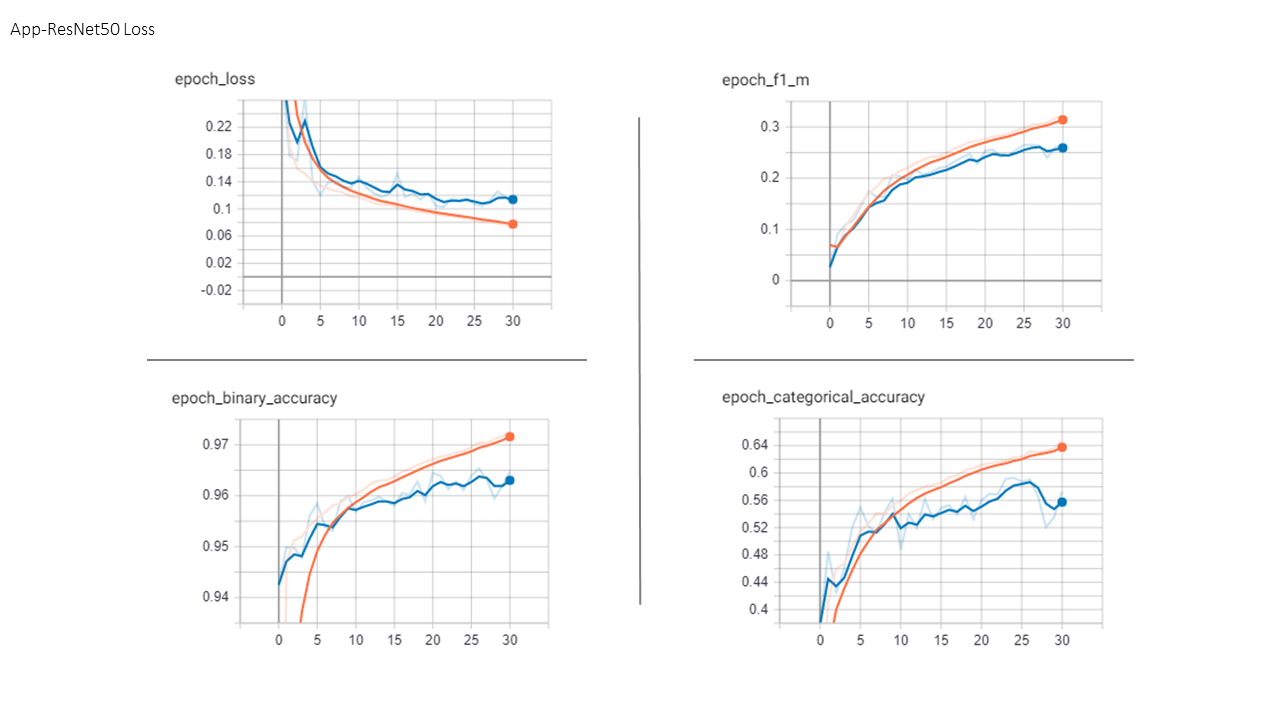 App-ResNet50 Loss
epoch_loss
0.22
0.18
0.14
0.1
0.06
0.02
-0.02
0 5 10 15 20 25 30
epoch_f1_m
0.3
0.2
0.1
0
0 5 10 15 20 25 30
epoch_binary_accuracy
0.97
0.96
0.95
0.94
0 5 10 15 20 25 30
epoch_categorical_accuracy
0.64
0.6
0.56
0.52
0.48
0.44
0.4
0 5 10 15 20 25 30